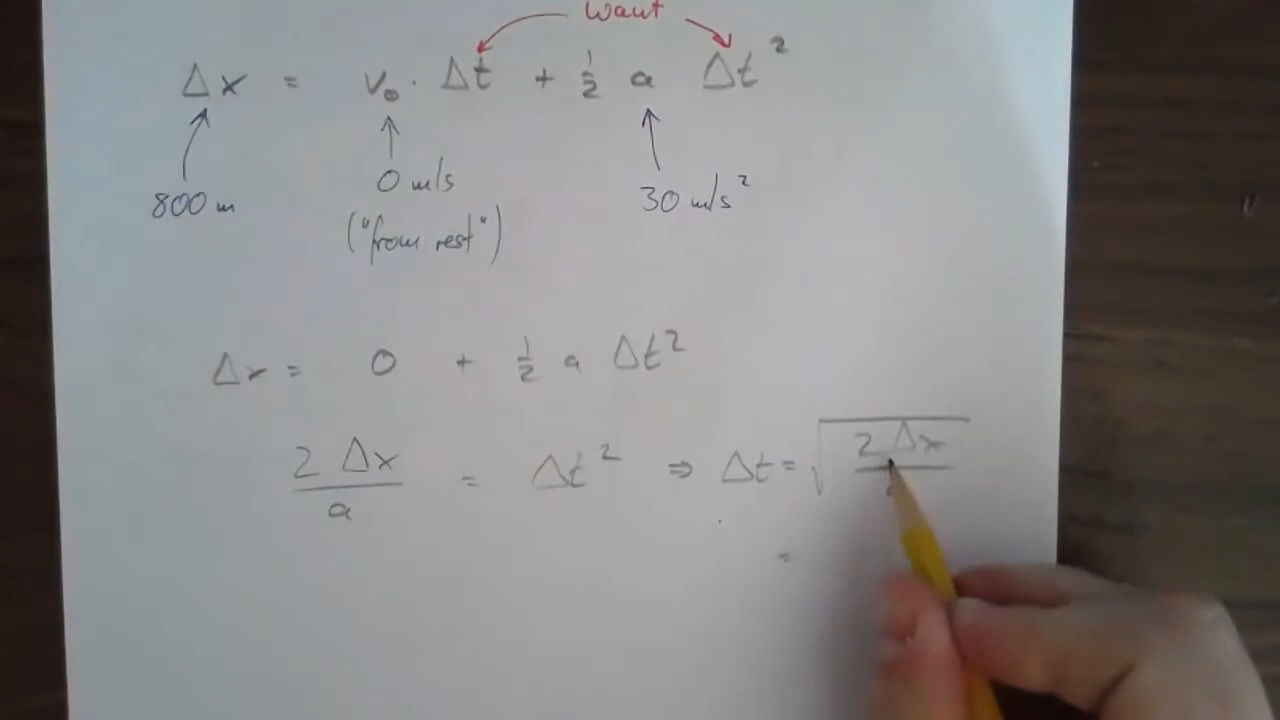 want
Δx = v₀ · Δt + ½ a Δt²
800 m 0 m/s 30 m/s²
("from rest")
Δx = 0 + ½ a Δt²
2 Δx / a = Δt² ⇒ Δt = √(2 Δx /
=